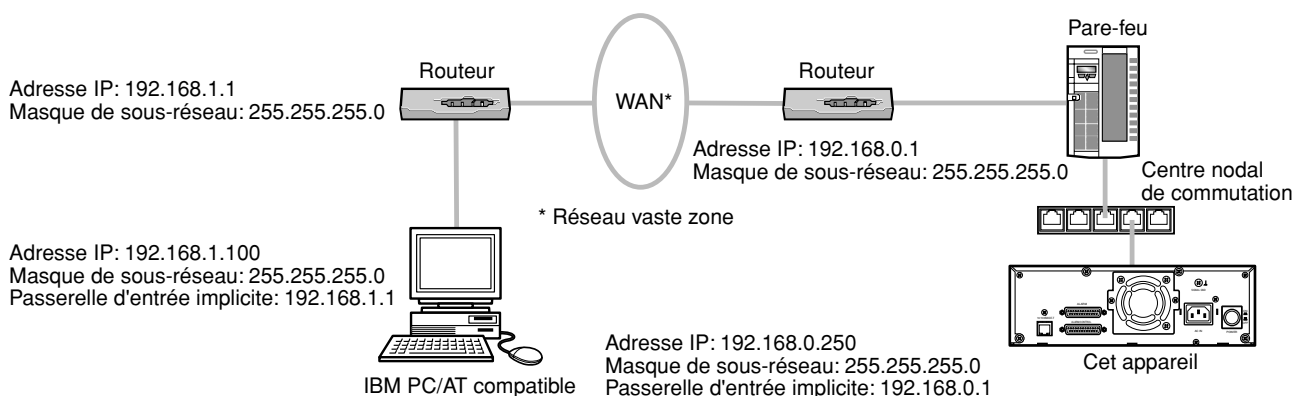 Pare-feu
Routeur
Routeur
Adresse IP: 192.168.1.1
Masque de sous-réseau: 255.255.255.0
WAN*
Adresse IP: 192.168.0.1
Masque de sous-réseau: 255.255.255.0
Centre nodal
de commutation
* Réseau vaste zone
Adresse IP: 192.168.1.100
Masque de sous-réseau: 255.255.255.0
Passerelle d'entrée implicite: 192.168.1.1
IBM PC/AT compatible
Adresse IP: 192.168.0.250
Masque de sous-réseau: 255.255.255.0
Passerelle d'entrée implicite: 192.168.0.1
Cet appareil